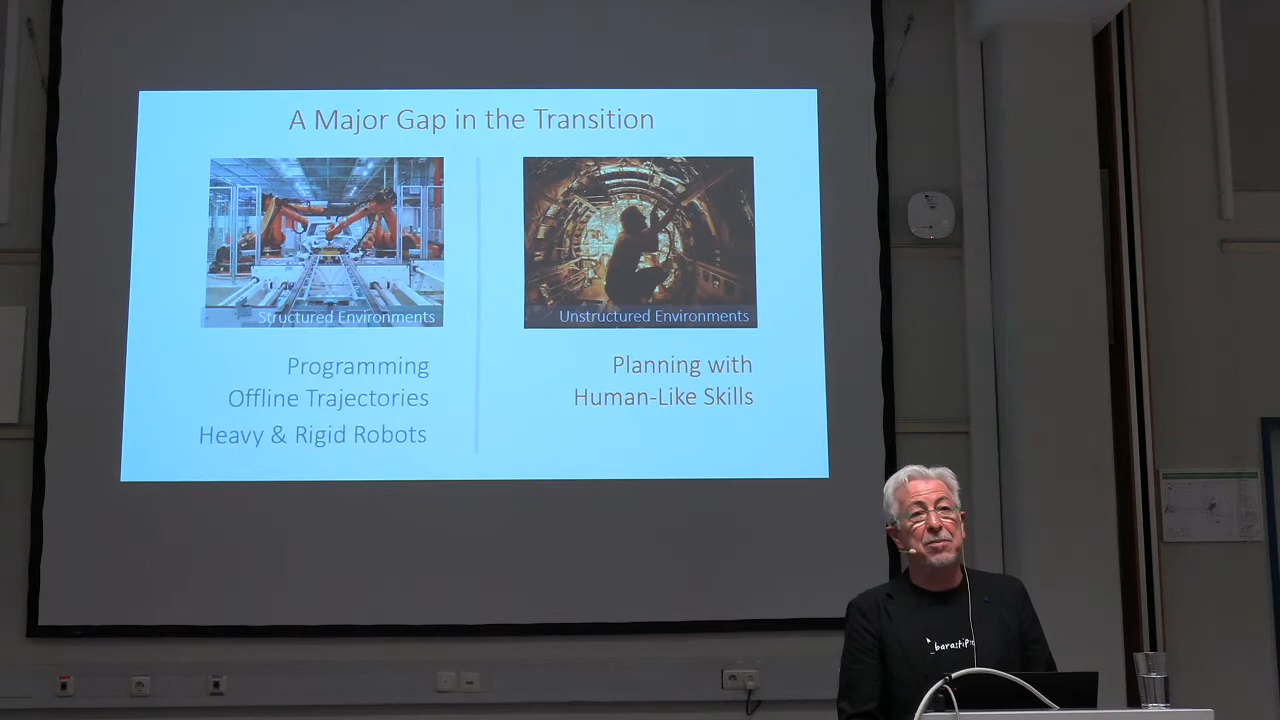 A Major Gap in the Transition
Structured Environments
Unstructured Environments
Programming
Offline Trajectories
Heavy & Rigid Robots
Planning with
Human-Like Skills